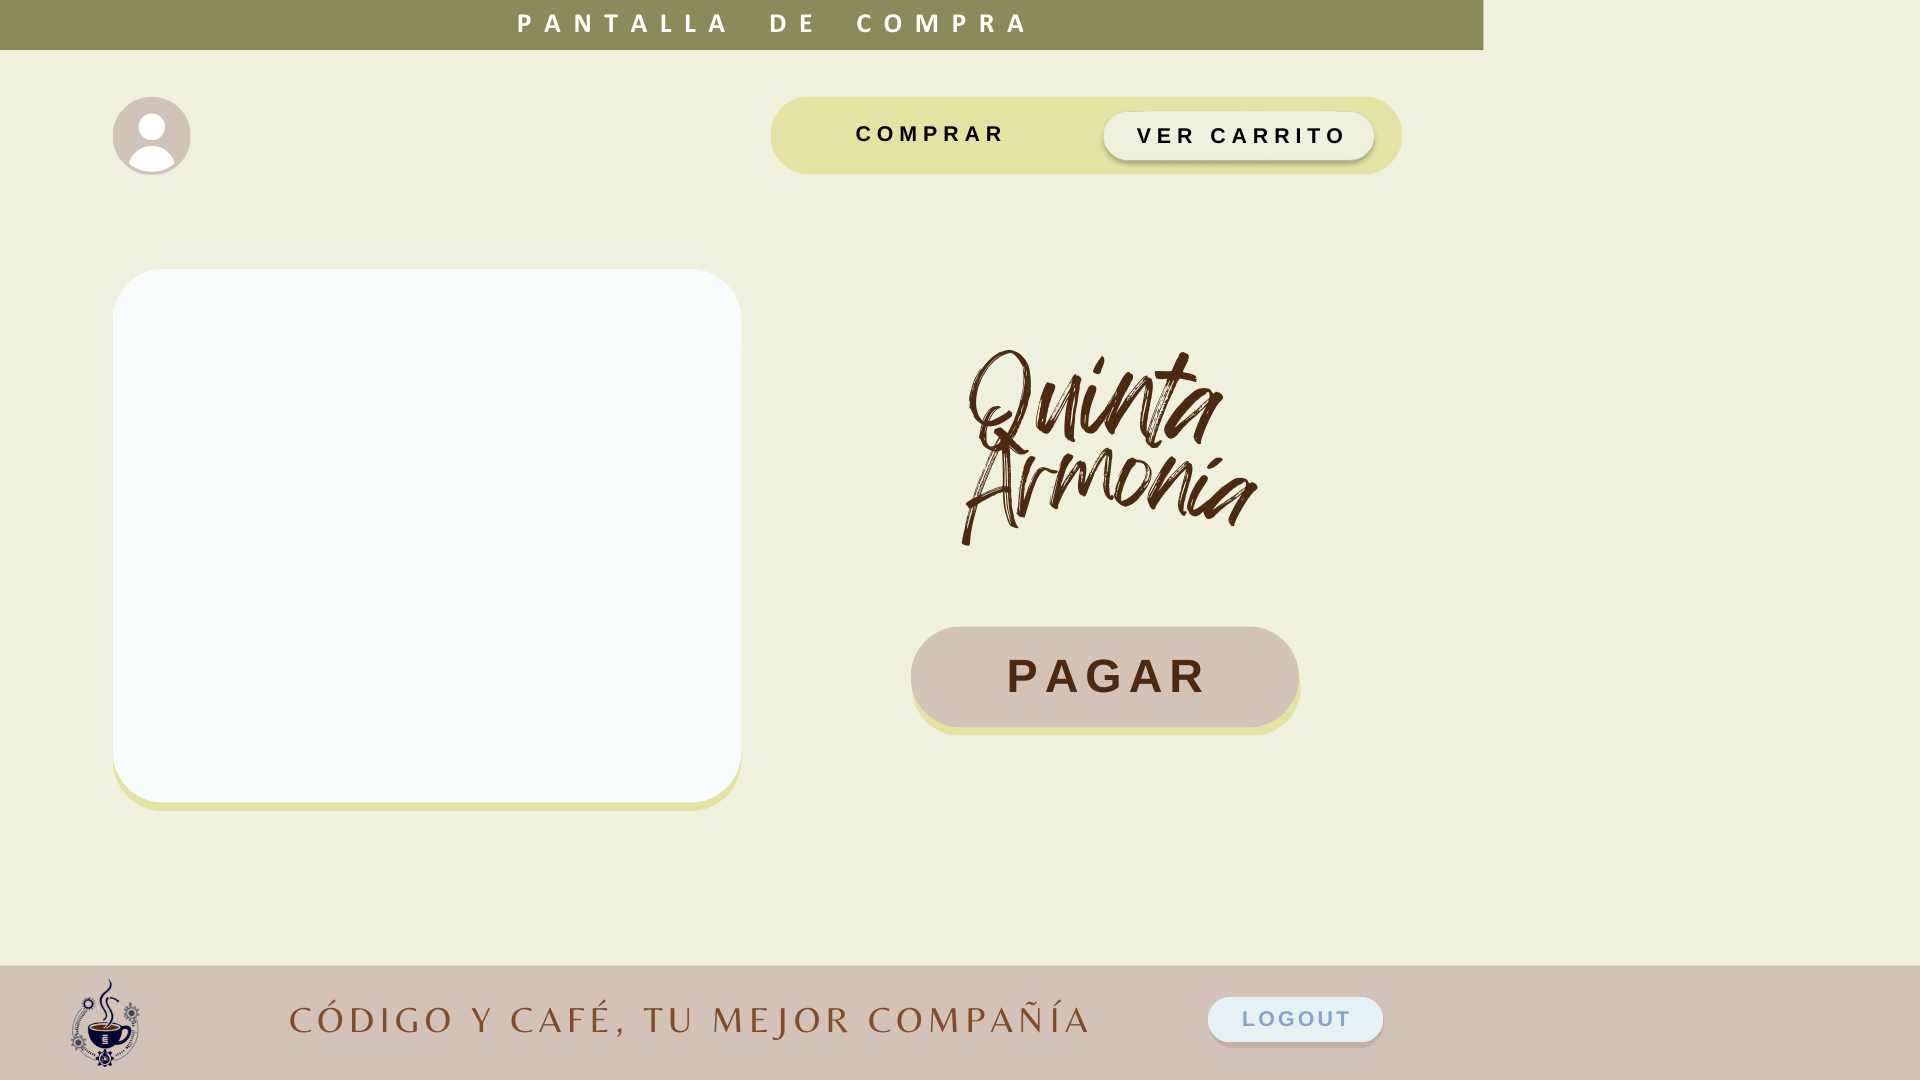 PANTALLA DE COMPRA
COMPRAR
VER CARRITO
Quinta
Armonía
PAGAR
CÓDIGO Y CAFÉ, TU MEJOR COMPAÑÍA
LOGOUT